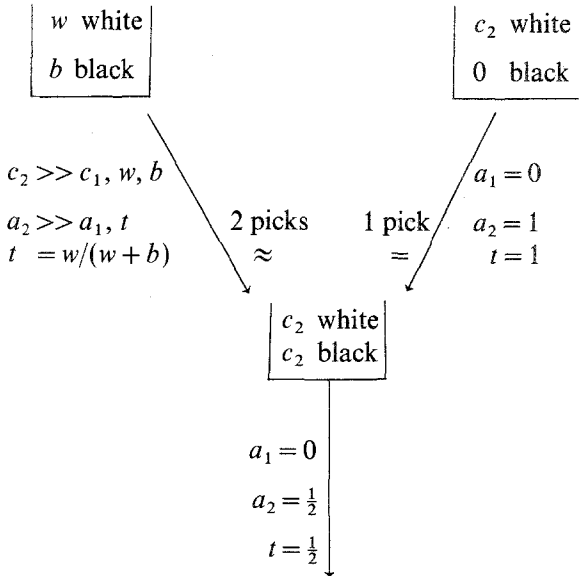 w white
b black
c₂ white
0 black
c₂ >> c₁, w, b
a₂ >> a₁, t
t = w/(w + b)
2 picks
≈
1 pick
=
a₁ = 0
a₂ = 1
t = 1
c₂ white
c₂ black
a₁ = 0
a₂ = ½
t = ½